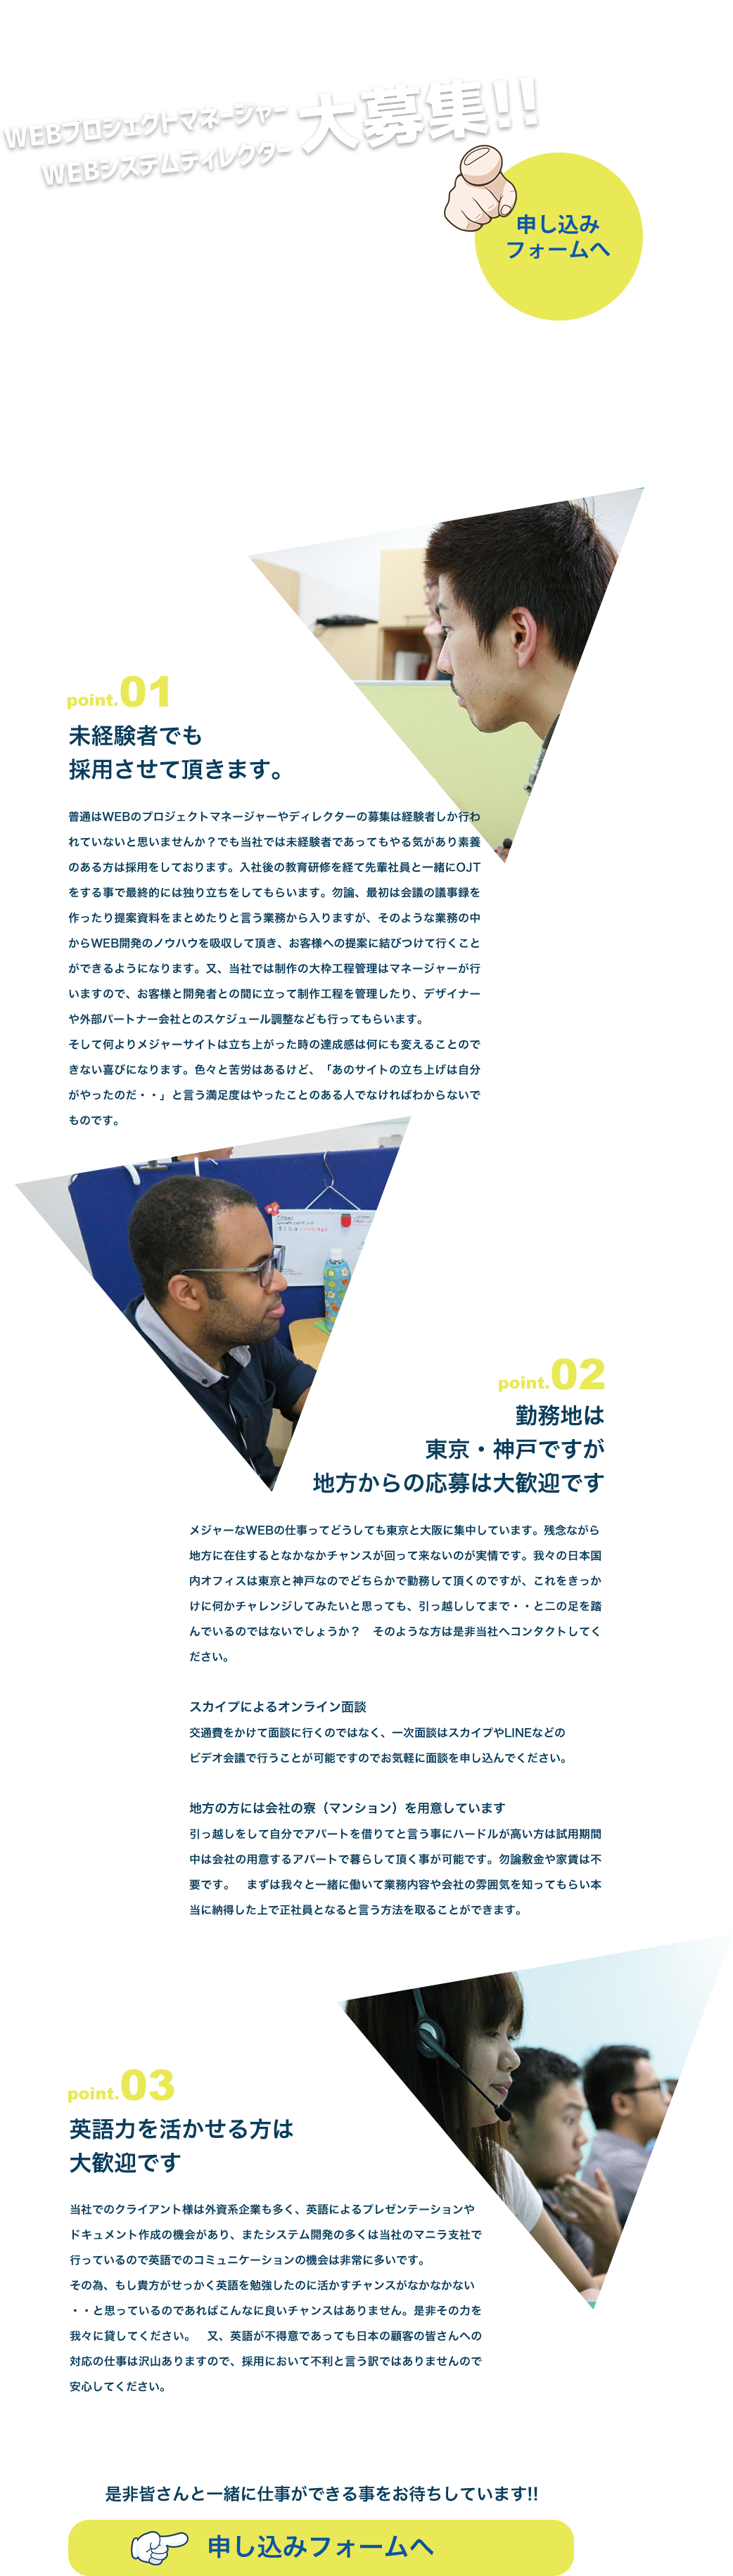 WEBプロジェクトマネージャー
WEBシステムディレクター
大募集!!
申し込み
フォームへ
point.01
未経験者でも
採用させて頂きます。
普通はWEBのプロジェクトマネージャーやディレクターの募集は経験者しか行わ
れていないと思いませんか？でも当社では未経験者であってもやる気があり素養
のある方は採用をしております。入社後の教育研修を経て先輩社員と一緒にOJT
をする事で最終的には独り立ちをしてもらいます。勿論、最初は会議の議事録を
作ったり提案資料をまとめたりと言う業務から入りますが、そのような業務の中
からWEB開発のノウハウを吸収して頂き、お客様への提案に結びつけて行くこと
ができるようになります。又、当社では制作の大枠工程管理はマネージャーが行
いますので、お客様と開発者との間に立って制作工程を管理したり、デザイナー
や外部パートナー会社とのスケジュール調整なども行ってもらいます。
そして何よりメジャーサイトは立ち上がった時の達成感は何にも変えることので
きない喜びになります。色々と苦労はあるけど、「あのサイトの立ち上げは自分
がやったのだ・・」と言う満足度はやったことのある人でなければわからないで
ものです。
point.02
勤務地は
東京・神戸ですが
地方からの応募は大歓迎です
メジャーなWEBの仕事ってどうしても東京と大阪に集中しています。残念ながら
地方に在住するとなかなかチャンスが回って来ないのが実情です。我々の日本国
内オフィスは東京と神戸なのでどちらかで勤務して頂くのですが、これをきっか
けに何かチャレンジしてみたいと思っても、引っ越ししてまで・・と二の足を踏
んでいるのではないでしょうか？　そのような方は是非当社へコンタクトしてく
ださい。
スカイプによるオンライン面談
交通費をかけて面談に行くのではなく、一次面談はスカイプやLINEなどの
ビデオ会議で行うことが可能ですのでお気軽に面談を申し込んでください。
地方の方には会社の寮（マンション）を用意しています
引っ越しをして自分でアパートを借りてと言う事にハードルが高い方は試用期間
中は会社の用意するアパートで暮らして頂く事が可能です。勿論敷金や家賃は不
要です。　まずは我々と一緒に働いて業務内容や会社の雰囲気を知ってもらい本
当に納得した上で正社員となると言う方法を取ることができます。
point.03
英語力を活かせる方は
大歓迎です
当社でのクライアント様は外資系企業も多く、英語によるプレゼンテーションや
ドキュメント作成の機会があり、またシステム開発の多くは当社のマニラ支社で
行っているので英語でのコミュニケーションの機会は非常に多いです。
その為、もし貴方がせっかく英語を勉強したのに活かすチャンスがなかなかない
・・と思っているのであればこんなに良いチャンスはありません。是非その力を
我々に貸してください。　又、英語が不得意であっても日本の顧客の皆さんへの
対応の仕事は沢山ありますので、採用において不利と言う訳ではありませんので
安心してください。
是非皆さんと一緒に仕事ができる事をお待ちしています!!
申し込みフォームへ